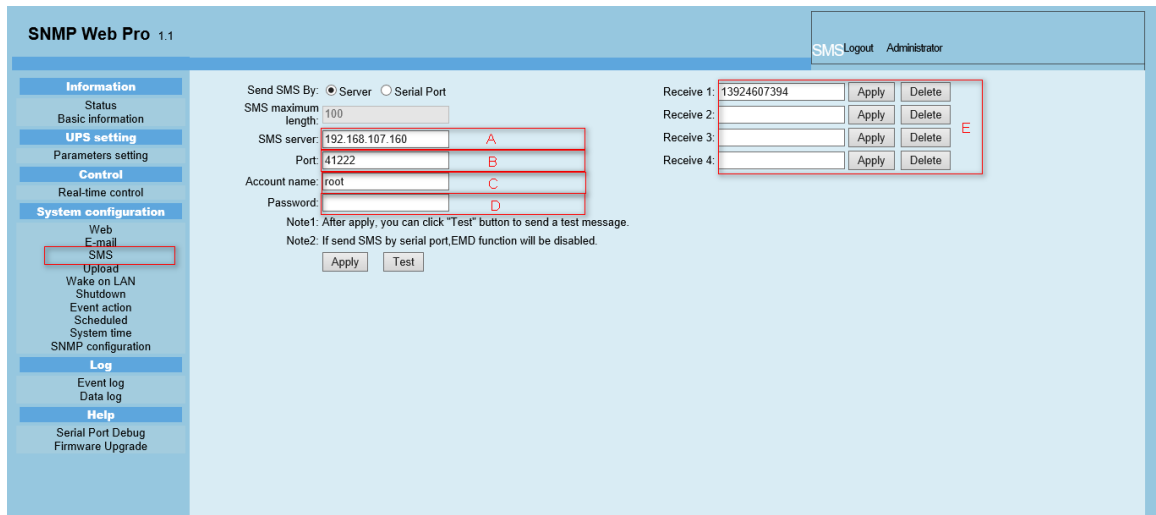 SNMP Web Pro 1.1
SMS Logout Administrator
Information
Status
Basic information
UPS setting
Parameters setting
Control
Real-time control
System configuration
Web
E-mail
SMS
Upload
Wake on LAN
Shutdown
Event action
Scheduled
System time
SNMP configuration
Log
Event log
Data log
Help
Serial Port Debug
Firmware Upgrade
Send SMS By: Server Serial Port
SMS maximum
length: 100
SMS server: 192.168.107.160 A
Port: 41222 B
Account name: root C
Password: D
Note1: After apply, you can click "Test" button to send a test message.
Note2: If send SMS by serial port,EMD function will be disabled.
Apply Test
Receive 1: 13924607394 Apply Delete
Receive 2: Apply Delete
E
Receive 3: Apply Delete
Receive 4: Apply Delete